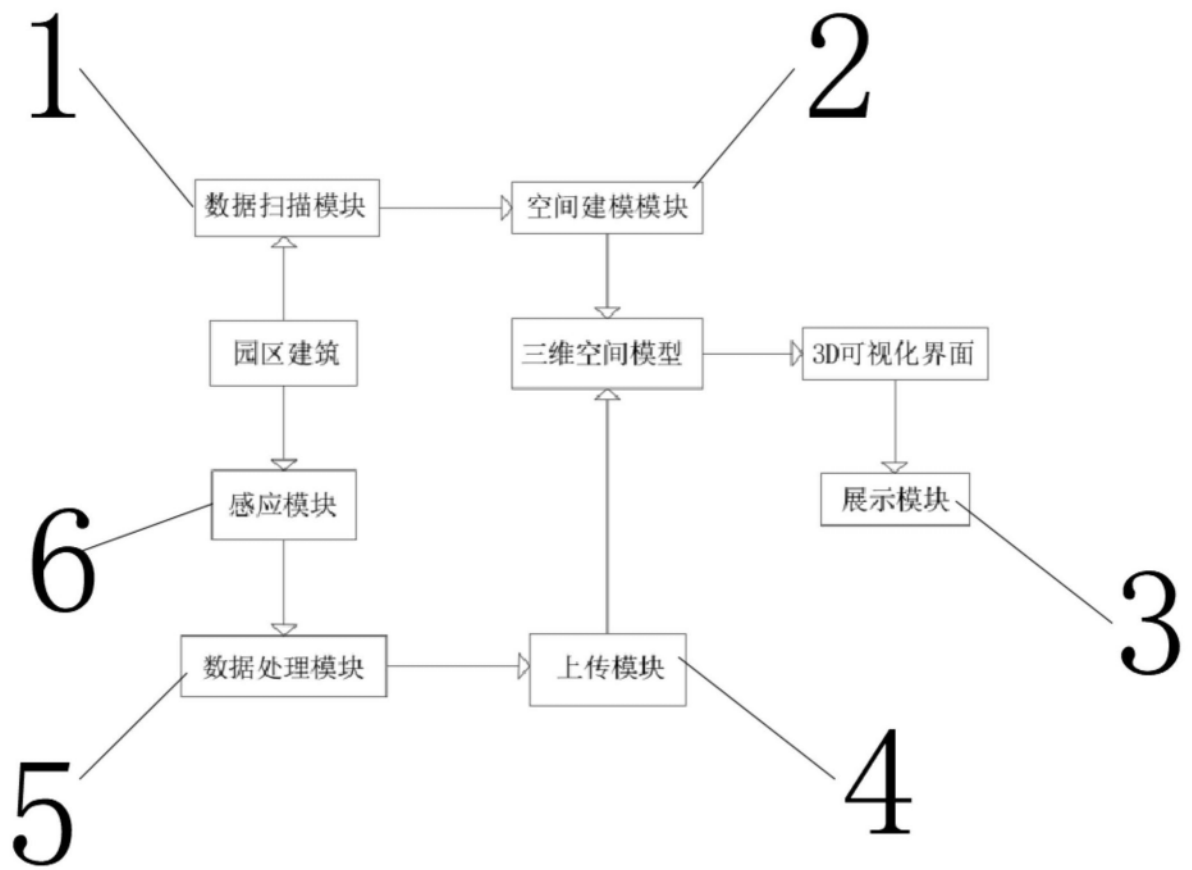 1
2
数据扫描模块
空间建模模块
园区建筑
三维空间模型
3D可视化界面
感应模块
展示模块
6
3
数据处理模块
上传模块
5
4